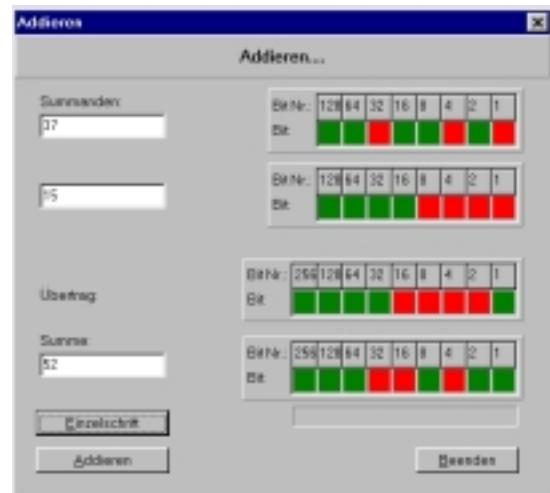 Addieren
Addieren...
Summanden:
37
Bit Nr.: 128 64 32 16 8 4 2 1
Bit:
15
Bit Nr.: 128 64 32 16 8 4 2 1
Bit:
Übertrag:
Bit Nr.: 256 128 64 32 16 8 4 2 1
Bit:
Summe:
52
Bit Nr.: 256 128 64 32 16 8 4 2 1
Bit:
Einzelschritt
Addieren
Beenden